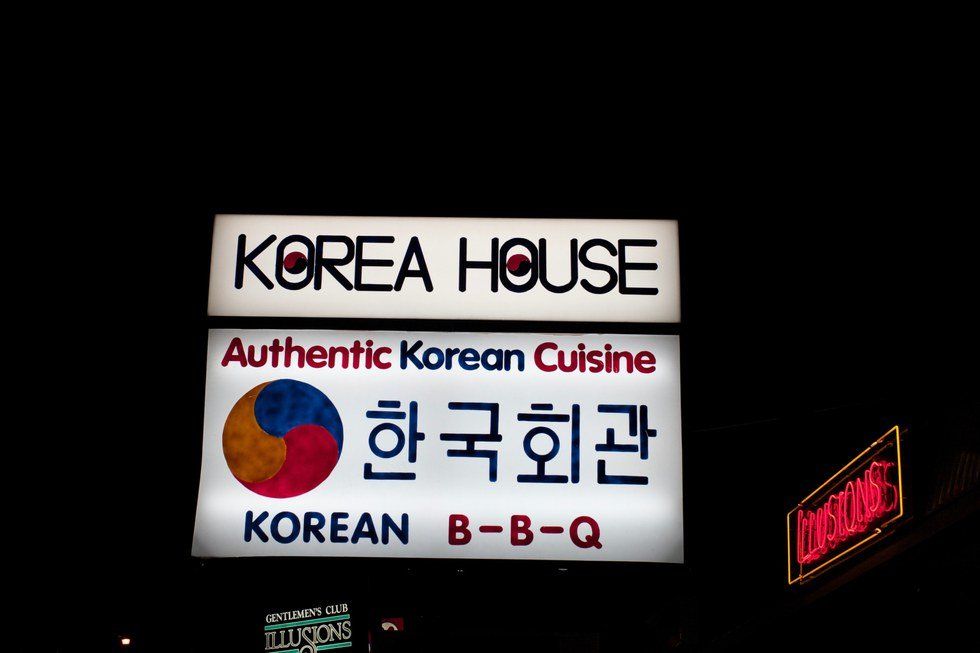 KOREA HOUSE
Authentic Korean Cuisine
한국회관
KOREAN B-B-Q
ILLUSIONS
GENTLEMEN'S CLUB
ILLUSIONS